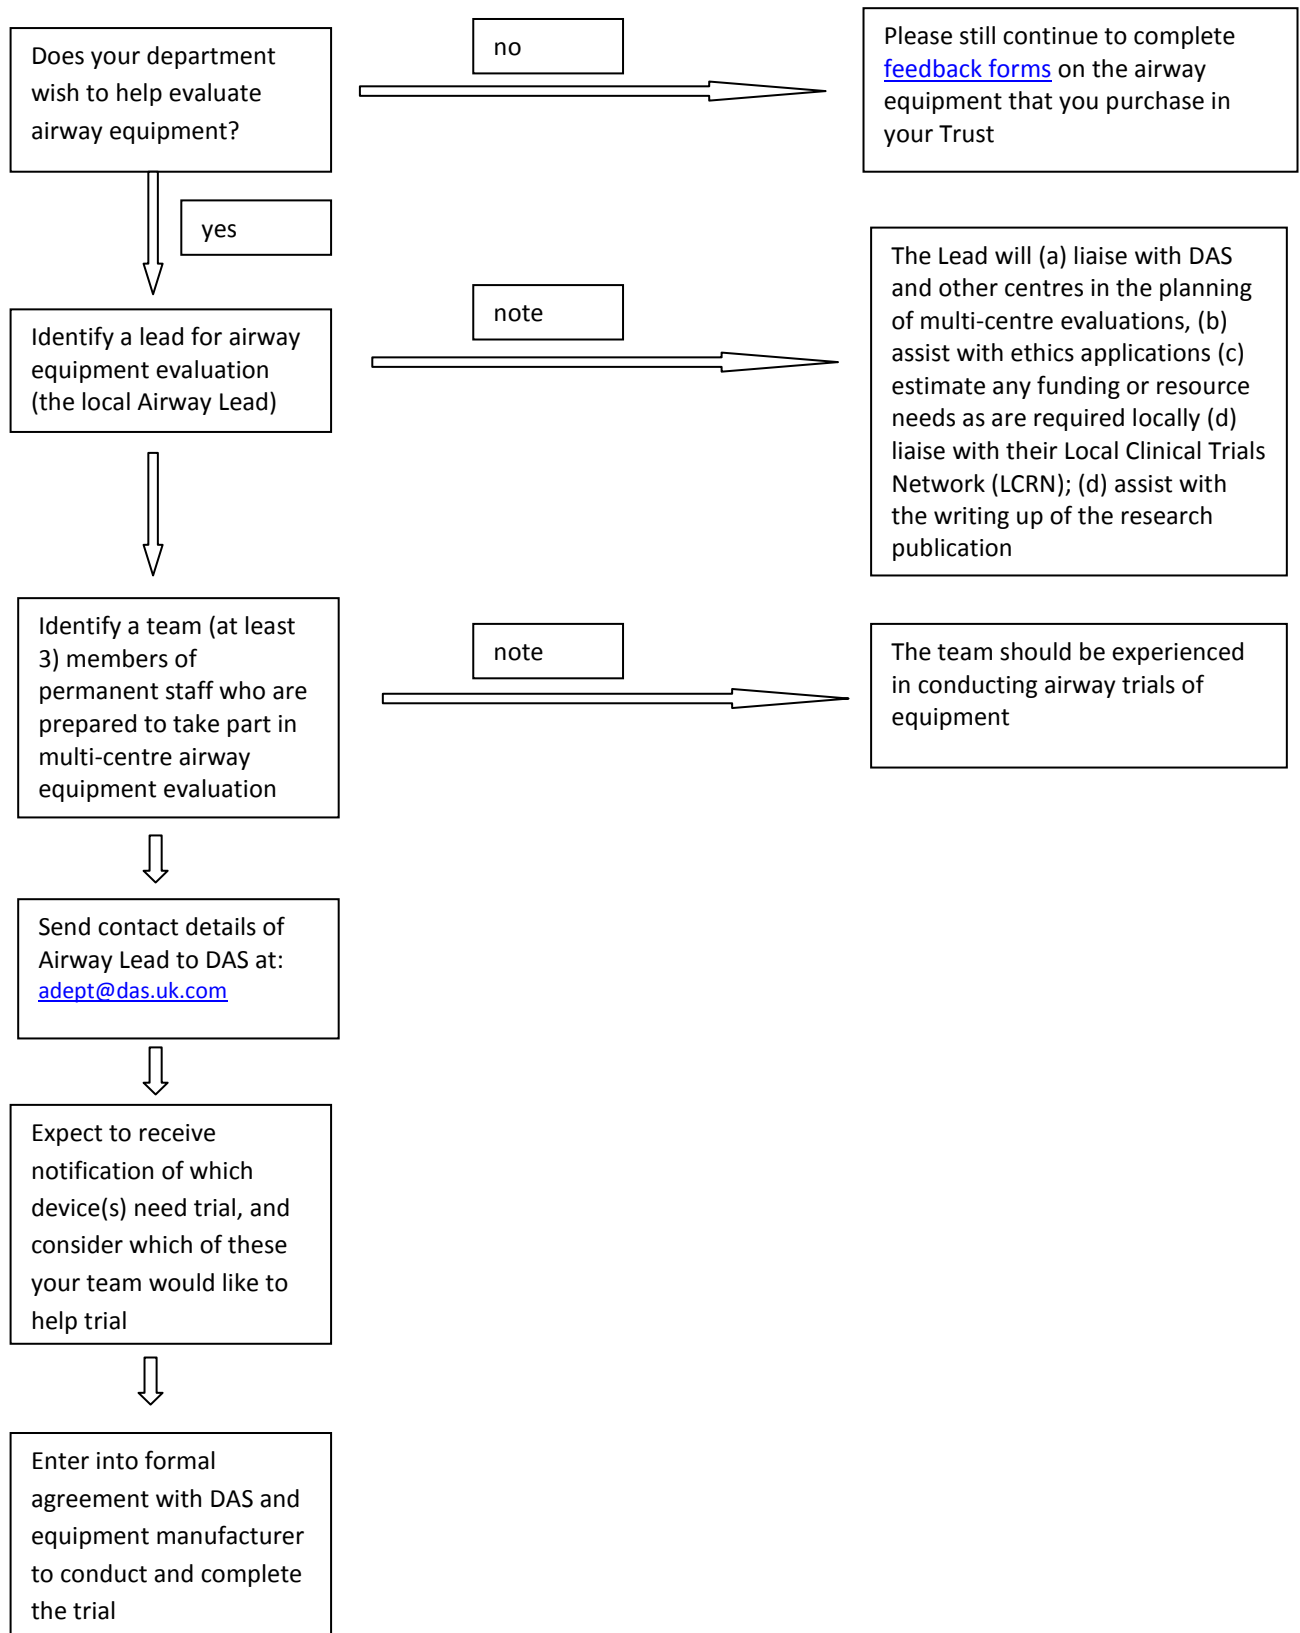 Does your department
wish to help evaluate
airway equipment?
no
Please still continue to complete
feedback forms on the airway
equipment that you purchase in
your Trust
yes
Identify a lead for airway
equipment evaluation
(the local Airway Lead)
note
The Lead will (a) liaise with DAS
and other centres in the planning
of multi-centre evaluations, (b)
assist with ethics applications (c)
estimate any funding or resource
needs as are required locally (d)
liaise with their Local Clinical Trials
Network (LCRN); (d) assist with
the writing up of the research
publication
Identify a team (at least
3) members of
permanent staff who are
prepared to take part in
multi-centre airway
equipment evaluation
note
The team should be experienced
in conducting airway trials of
equipment
Send contact details of
Airway Lead to DAS at:
adept@das.uk.com
Expect to receive
notification of which
device(s) need trial, and
consider which of these
your team would like to
help trial
Enter into formal
agreement with DAS and
equipment manufacturer
to conduct and complete
the trial